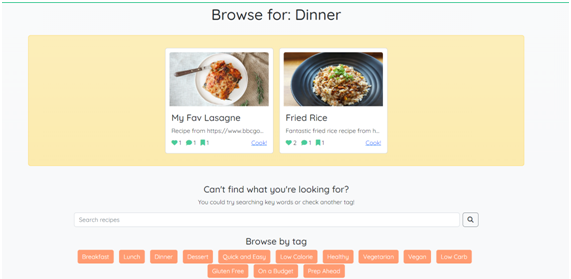 Browse for: Dinner
My Fav Lasagne
Recipe from https://www.bbcgo...
1 1 1 Cook!
Fried Rice
Fantastic fried rice recipe from h...
2 1 1 Cook!
Can't find what you're looking for?
You could try searching key words or check another tag!
Search recipes
Browse by tag
Breakfast Lunch Dinner Dessert Quick and Easy Low Calorie Healthy Vegetarian Vegan Low Carb
Gluten Free On a Budget Prep Ahead